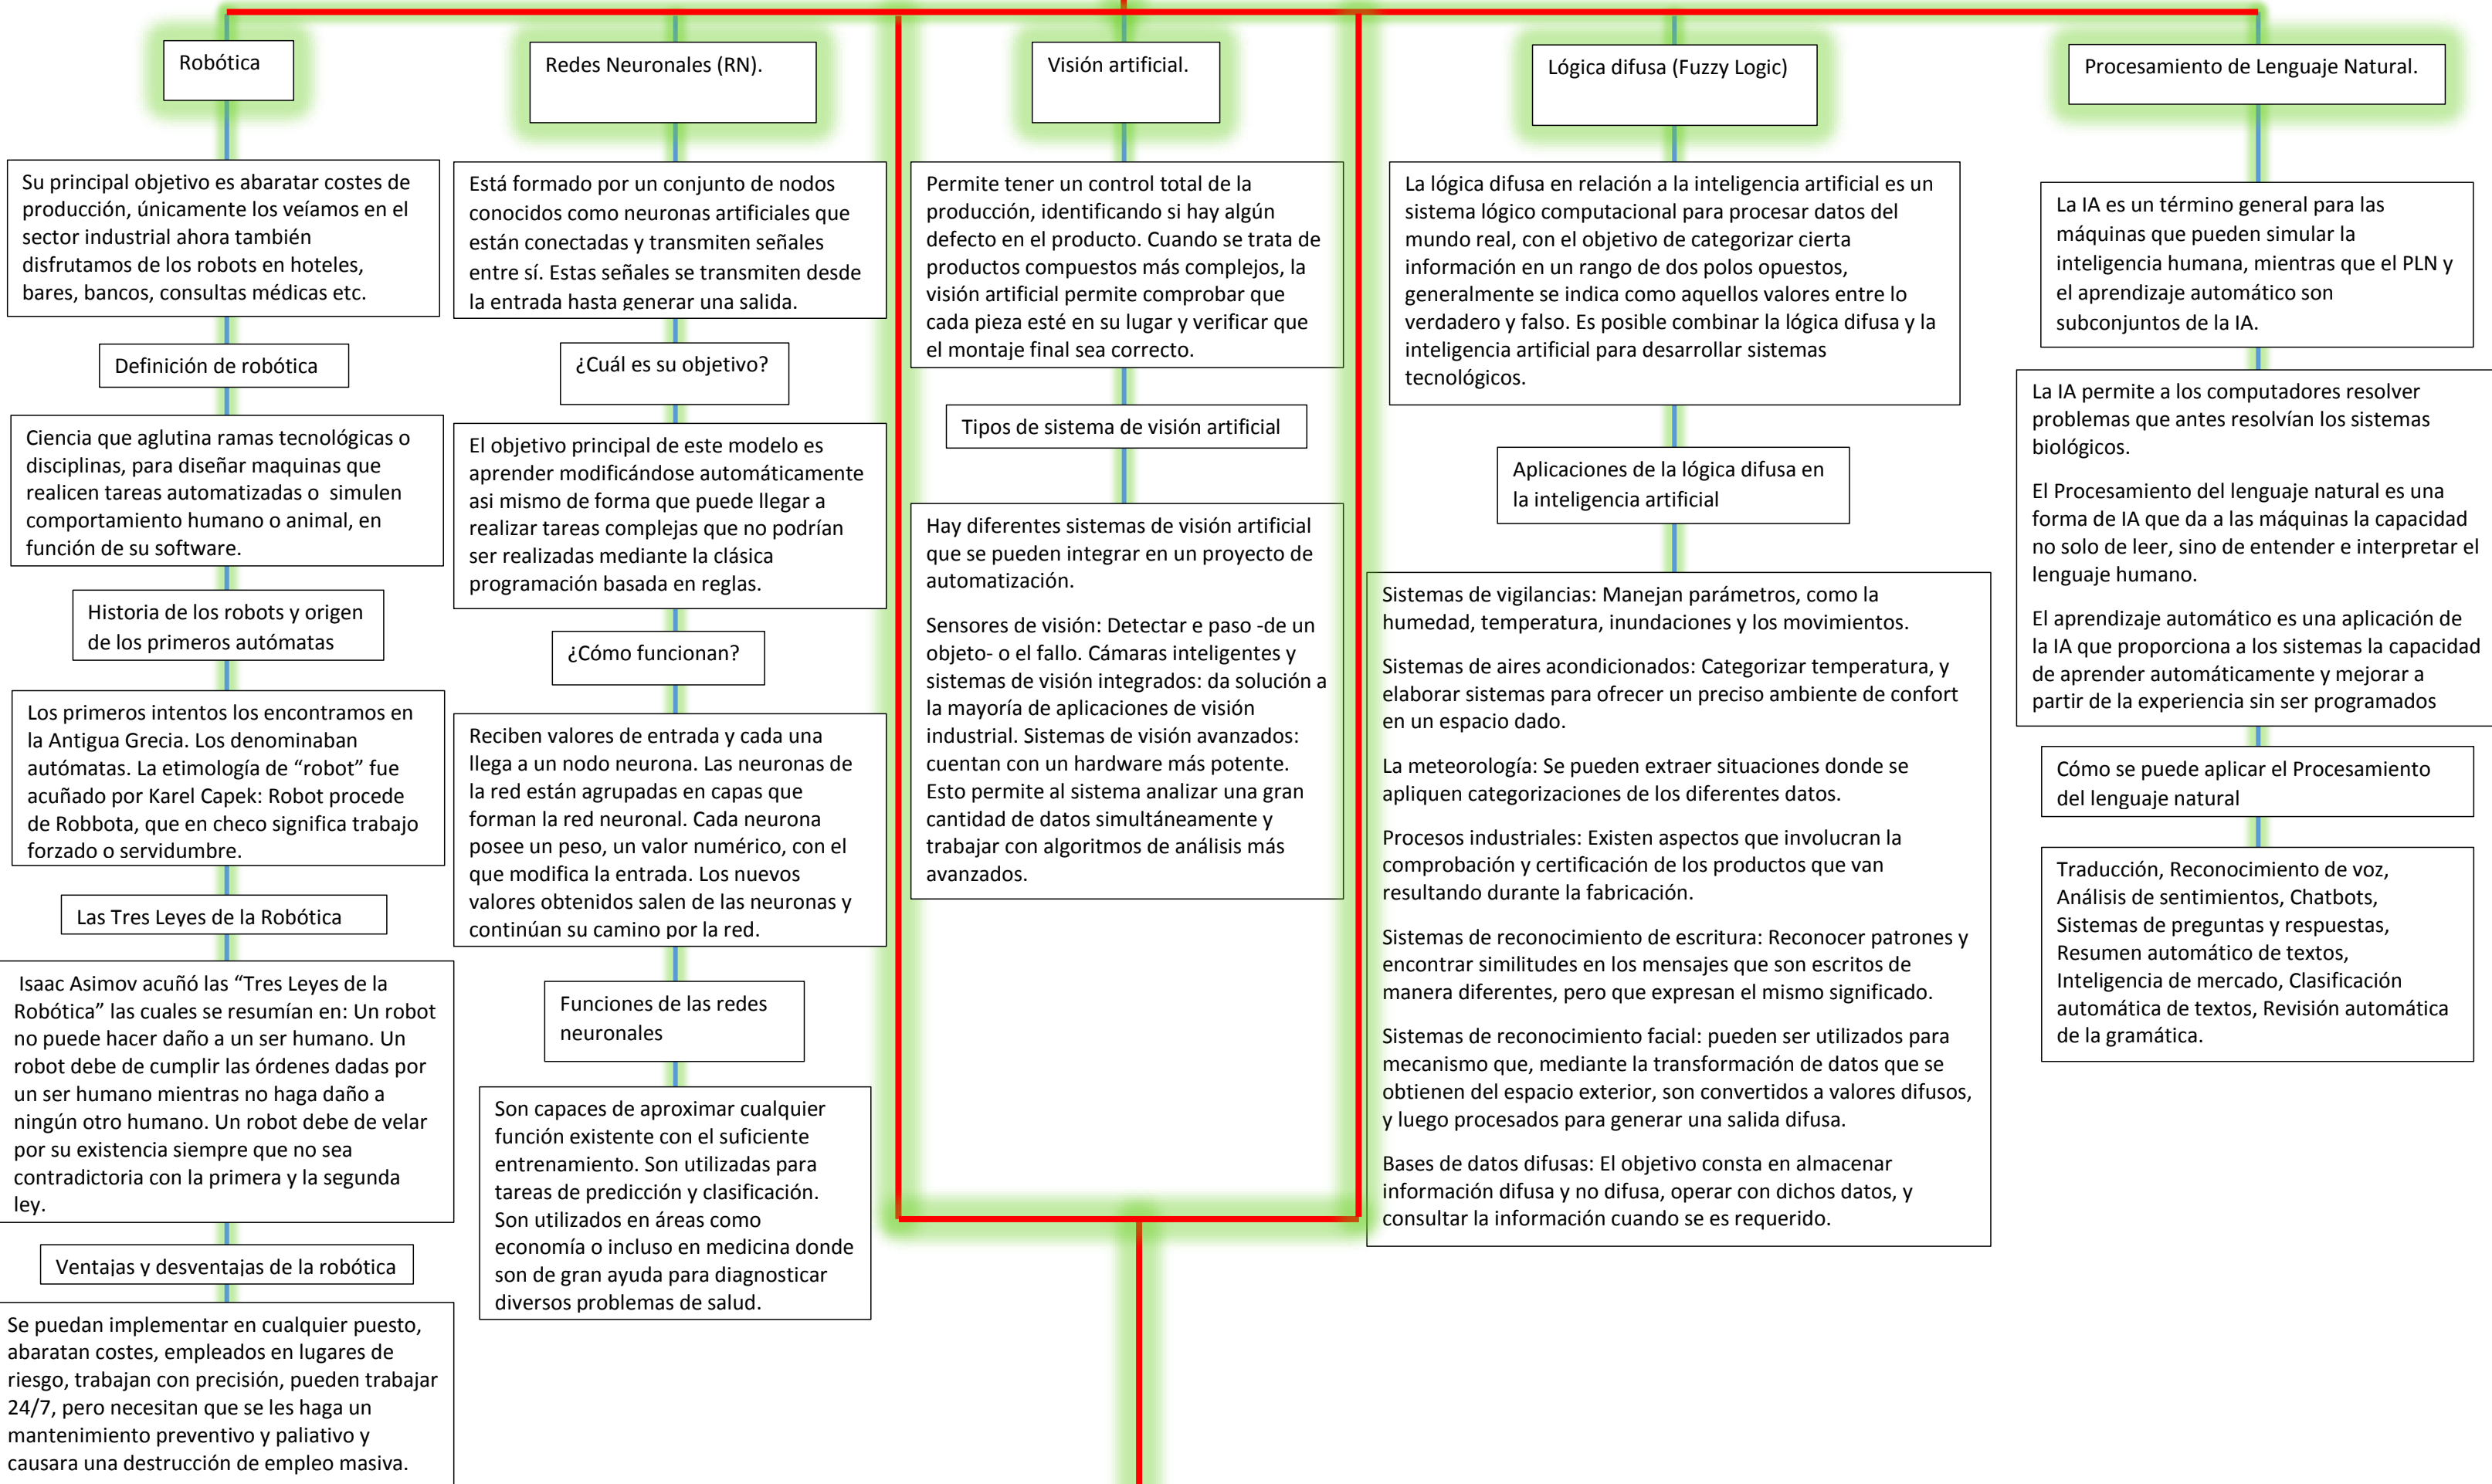 Robótica
Su principal objetivo es abaratar costes de
producción, únicamente los veíamos en el
sector industrial ahora también
disfrutamos de los robots en hoteles,
bares, bancos, consultas médicas etc.
Definición de robótica
Ciencia que aglutina ramas tecnológicas o
disciplinas, para diseñar maquinas que
realicen tareas automatizadas o simulen
comportamiento humano o animal, en
función de su software.
Historia de los robots y origen
de los primeros autómatas
Los primeros intentos los encontramos en
la Antigua Grecia. Los denominaban
autómatas. La etimología de “robot” fue
acuñado por Karel Capek: Robot procede
de Robbota, que en checo significa trabajo
forzado o servidumbre.
Las Tres Leyes de la Robótica
Isaac Asimov acuñó las “Tres Leyes de la
Robótica” las cuales se resumían en: Un robot
no puede hacer daño a un ser humano. Un
robot debe de cumplir las órdenes dadas por
un ser humano mientras no haga daño a
ningún otro humano. Un robot debe de velar
por su existencia siempre que no sea
contradictoria con la primera y la segunda
ley.
Ventajas y desventajas de la robótica
Se puedan implementar en cualquier puesto,
abaratan costes, empleados en lugares de
riesgo, trabajan con precisión, pueden trabajar
24/7, pero necesitan que se les haga un
mantenimiento preventivo y paliativo y
causara una destrucción de empleo masiva.
Redes Neuronales (RN).
Está formado por un conjunto de nodos
conocidos como neuronas artificiales que
están conectadas y transmiten señales
entre sí. Estas señales se transmiten desde
la entrada hasta generar una salida.
¿Cuál es su objetivo?
El objetivo principal de este modelo es
aprender modificándose automáticamente
asi mismo de forma que puede llegar a
realizar tareas complejas que no podrían
ser realizadas mediante la clásica
programación basada en reglas.
¿Cómo funcionan?
Reciben valores de entrada y cada una
llega a un nodo neurona. Las neuronas de
la red están agrupadas en capas que
forman la red neuronal. Cada neurona
posee un peso, un valor numérico, con el
que modifica la entrada. Los nuevos
valores obtenidos salen de las neuronas y
continúan su camino por la red.
Funciones de las redes
neuronales
Son capaces de aproximar cualquier
función existente con el suficiente
entrenamiento. Son utilizadas para
tareas de predicción y clasificación.
Son utilizados en áreas como
economía o incluso en medicina donde
son de gran ayuda para diagnosticar
diversos problemas de salud.
Visión artificial.
Permite tener un control total de la
producción, identificando si hay algún
defecto en el producto. Cuando se trata de
productos compuestos más complejos, la
visión artificial permite comprobar que
cada pieza esté en su lugar y verificar que
el montaje final sea correcto.
Tipos de sistema de visión artificial
Hay diferentes sistemas de visión artificial
que se pueden integrar en un proyecto de
automatización.
Sensores de visión: Detectar e paso -de un
objeto- o el fallo. Cámaras inteligentes y
sistemas de visión integrados: da solución a
la mayoría de aplicaciones de visión
industrial. Sistemas de visión avanzados:
cuentan con un hardware más potente.
Esto permite al sistema analizar una gran
cantidad de datos simultáneamente y
trabajar con algoritmos de análisis más
avanzados.
Lógica difusa (Fuzzy Logic)
La lógica difusa en relación a la inteligencia artificial es un
sistema lógico computacional para procesar datos del
mundo real, con el objetivo de categorizar cierta
información en un rango de dos polos opuestos,
generalmente se indica como aquellos valores entre lo
verdadero y falso. Es posible combinar la lógica difusa y la
inteligencia artificial para desarrollar sistemas
tecnológicos.
Aplicaciones de la lógica difusa en
la inteligencia artificial
Sistemas de vigilancias: Manejan parámetros, como la
humedad, temperatura, inundaciones y los movimientos.
Sistemas de aires acondicionados: Categorizar temperatura, y
elaborar sistemas para ofrecer un preciso ambiente de confort
en un espacio dado.
La meteorología: Se pueden extraer situaciones donde se
apliquen categorizaciones de los diferentes datos.
Procesos industriales: Existen aspectos que involucran la
comprobación y certificación de los productos que van
resultando durante la fabricación.
Sistemas de reconocimiento de escritura: Reconocer patrones y
encontrar similitudes en los mensajes que son escritos de
manera diferentes, pero que expresan el mismo significado.
Sistemas de reconocimiento facial: pueden ser utilizados para
mecanismo que, mediante la transformación de datos que se
obtienen del espacio exterior, son convertidos a valores difusos,
y luego procesados para generar una salida difusa.
Bases de datos difusas: El objetivo consta en almacenar
información difusa y no difusa, operar con dichos datos, y
consultar la información cuando se es requerido.
Procesamiento de Lenguaje Natural.
La IA es un término general para las
máquinas que pueden simular la
inteligencia humana, mientras que el PLN y
el aprendizaje automático son
subconjuntos de la IA.
La IA permite a los computadores resolver
problemas que antes resolvían los sistemas
biológicos.
El Procesamiento del lenguaje natural es una
forma de IA que da a las máquinas la capacidad
no solo de leer, sino de entender e interpretar el
lenguaje humano.
El aprendizaje automático es una aplicación de
la IA que proporciona a los sistemas la capacidad
de aprender automáticamente y mejorar a
partir de la experiencia sin ser programados
Cómo se puede aplicar el Procesamiento
del lenguaje natural
Traducción, Reconocimiento de voz,
Análisis de sentimientos, Chatbots,
Sistemas de preguntas y respuestas,
Resumen automático de textos,
Inteligencia de mercado, Clasificación
automática de textos, Revisión automática
de la gramática.